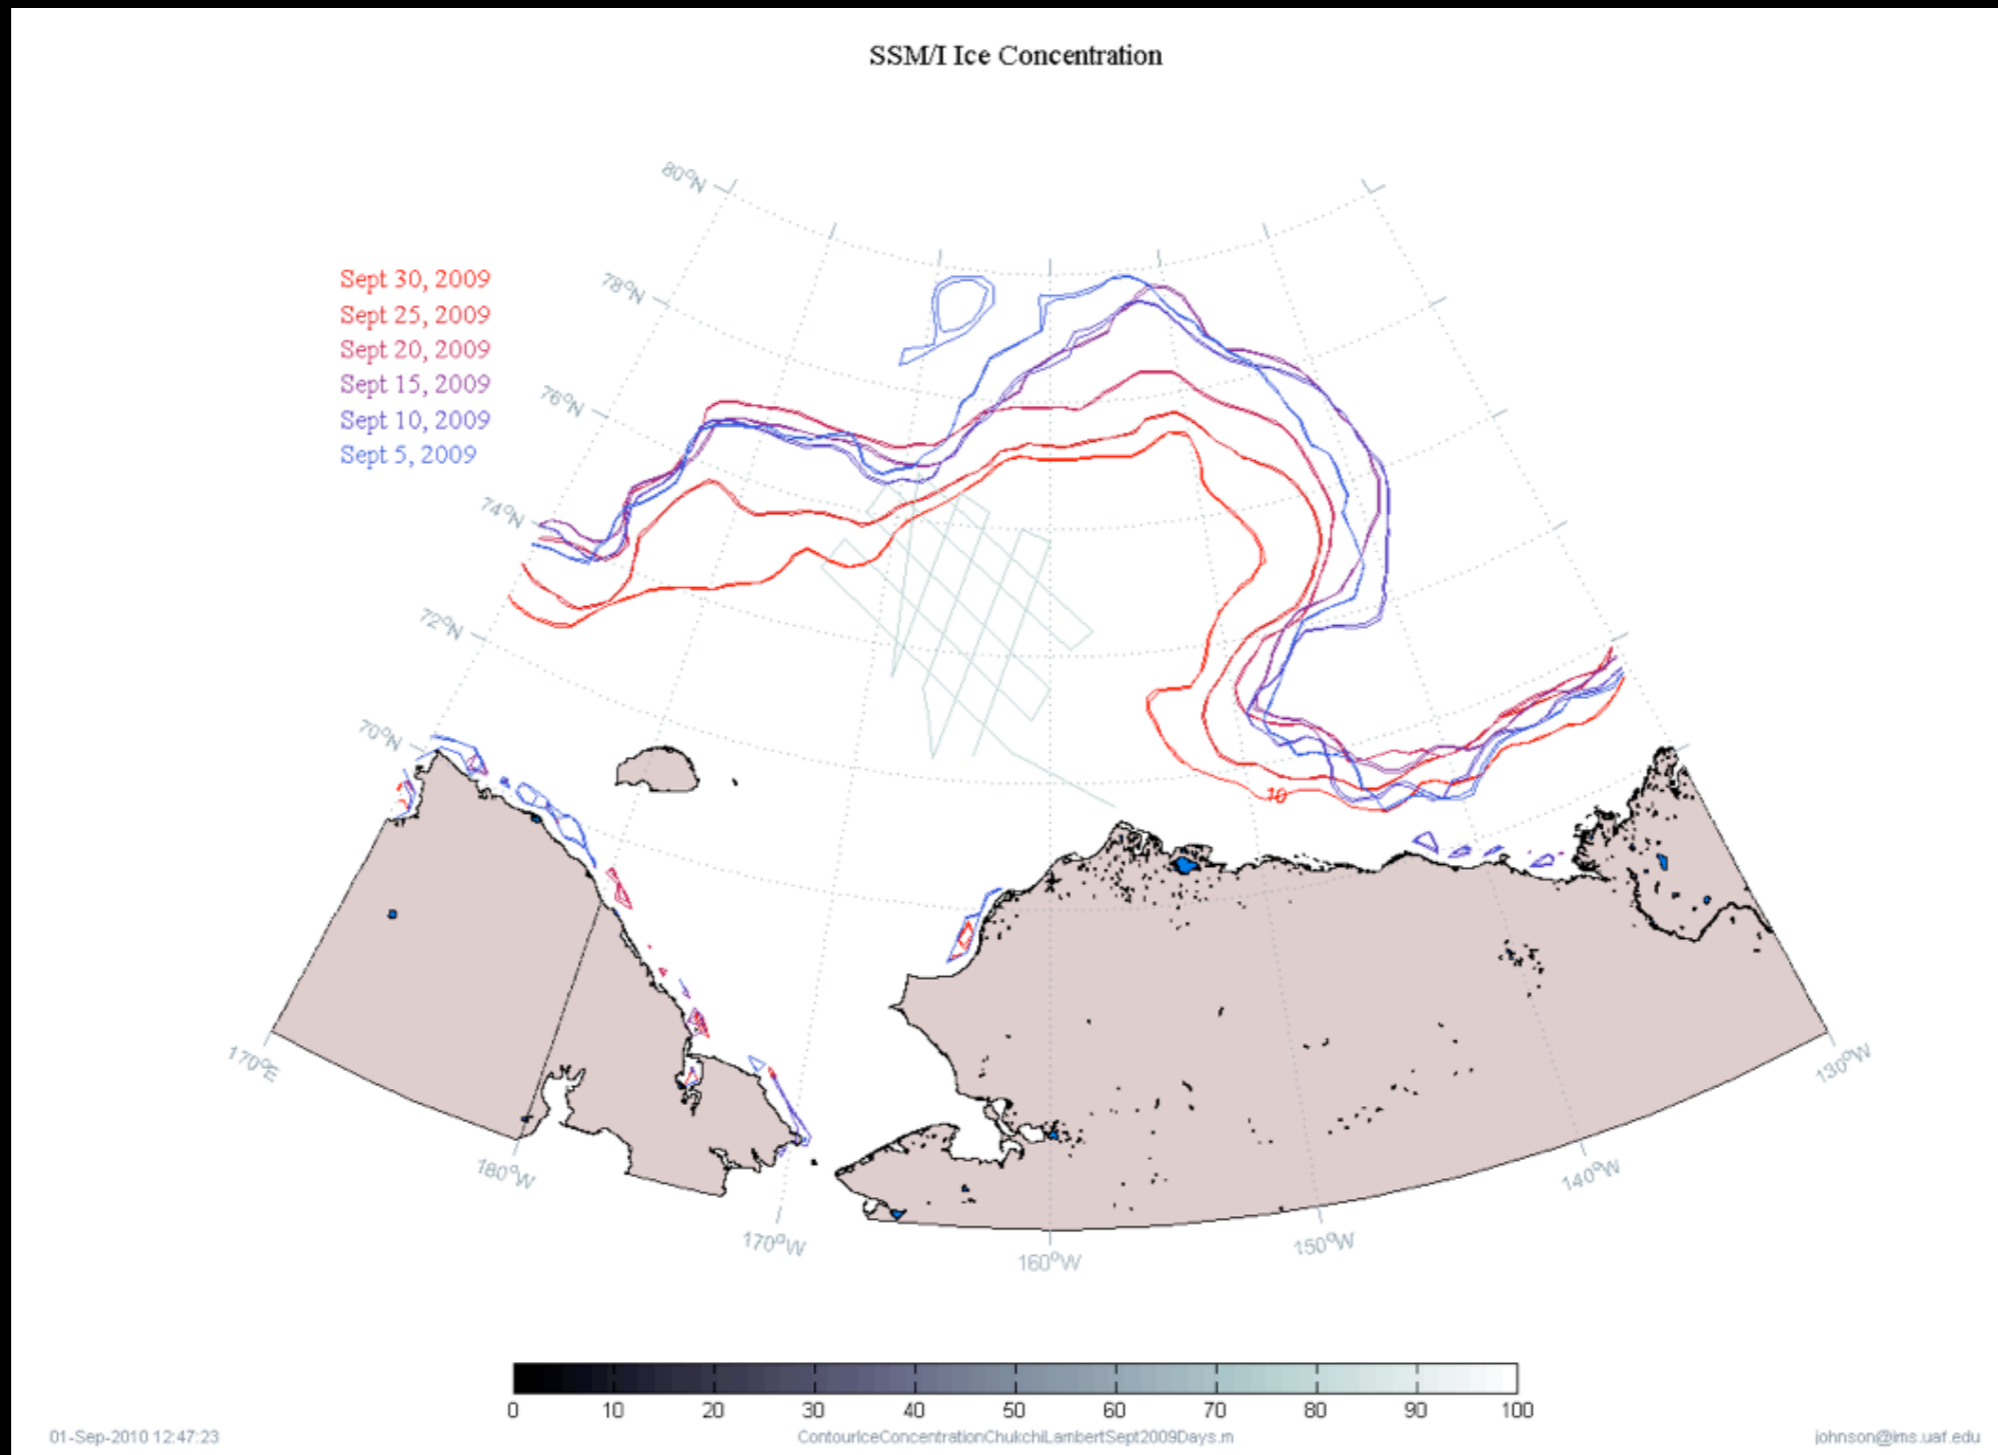 SSM/I Ice Concentration
80°N
78°N
76°N
74°N
72°N
70°N
Sept 30, 2009
Sept 25, 2009
Sept 20, 2009
Sept 15, 2009
Sept 10, 2009
Sept 5, 2009
10
170°E
180°W
170°W
160°W
150°W
140°W
130°W
0 10 20 30 40 50 60 70 80 90 100
01-Sep-2010 12:47:23
ContourIceConcentrationChukchiLambertSept2009Days.m
johnson@ims.uaf.edu